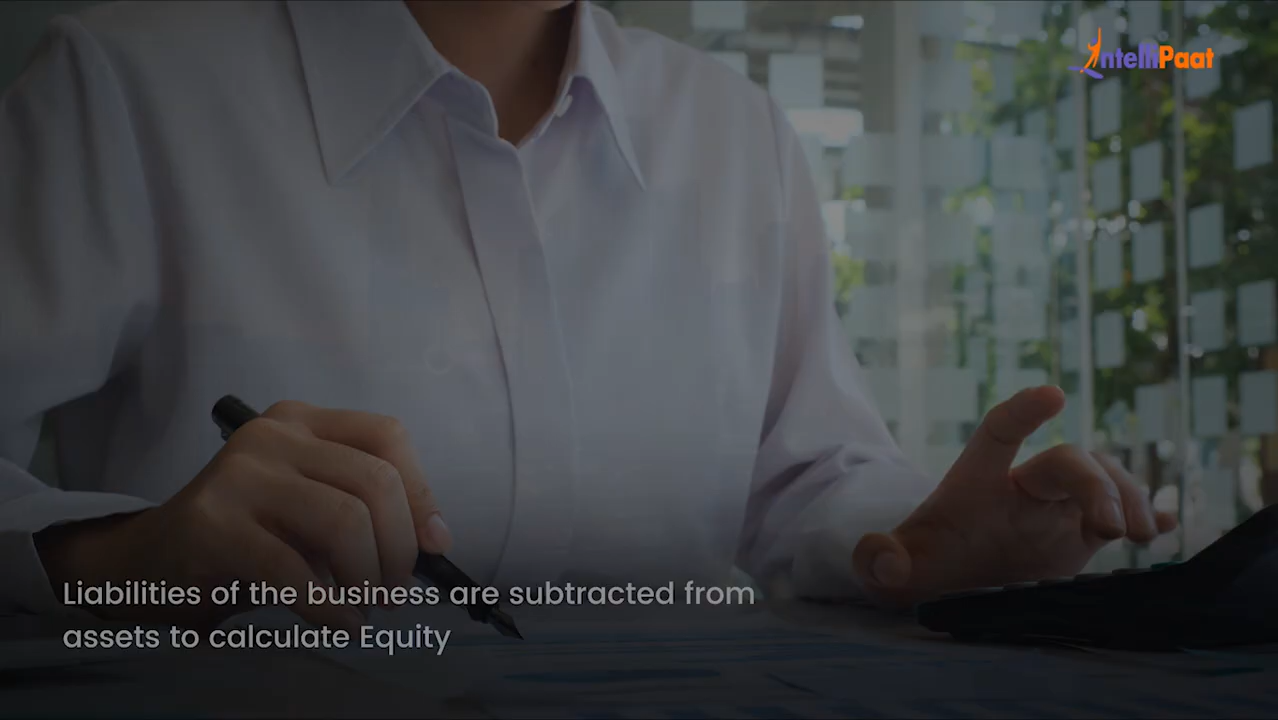 IntelliPaat
Liabilities of the business are subtracted from
assets to calculate Equity